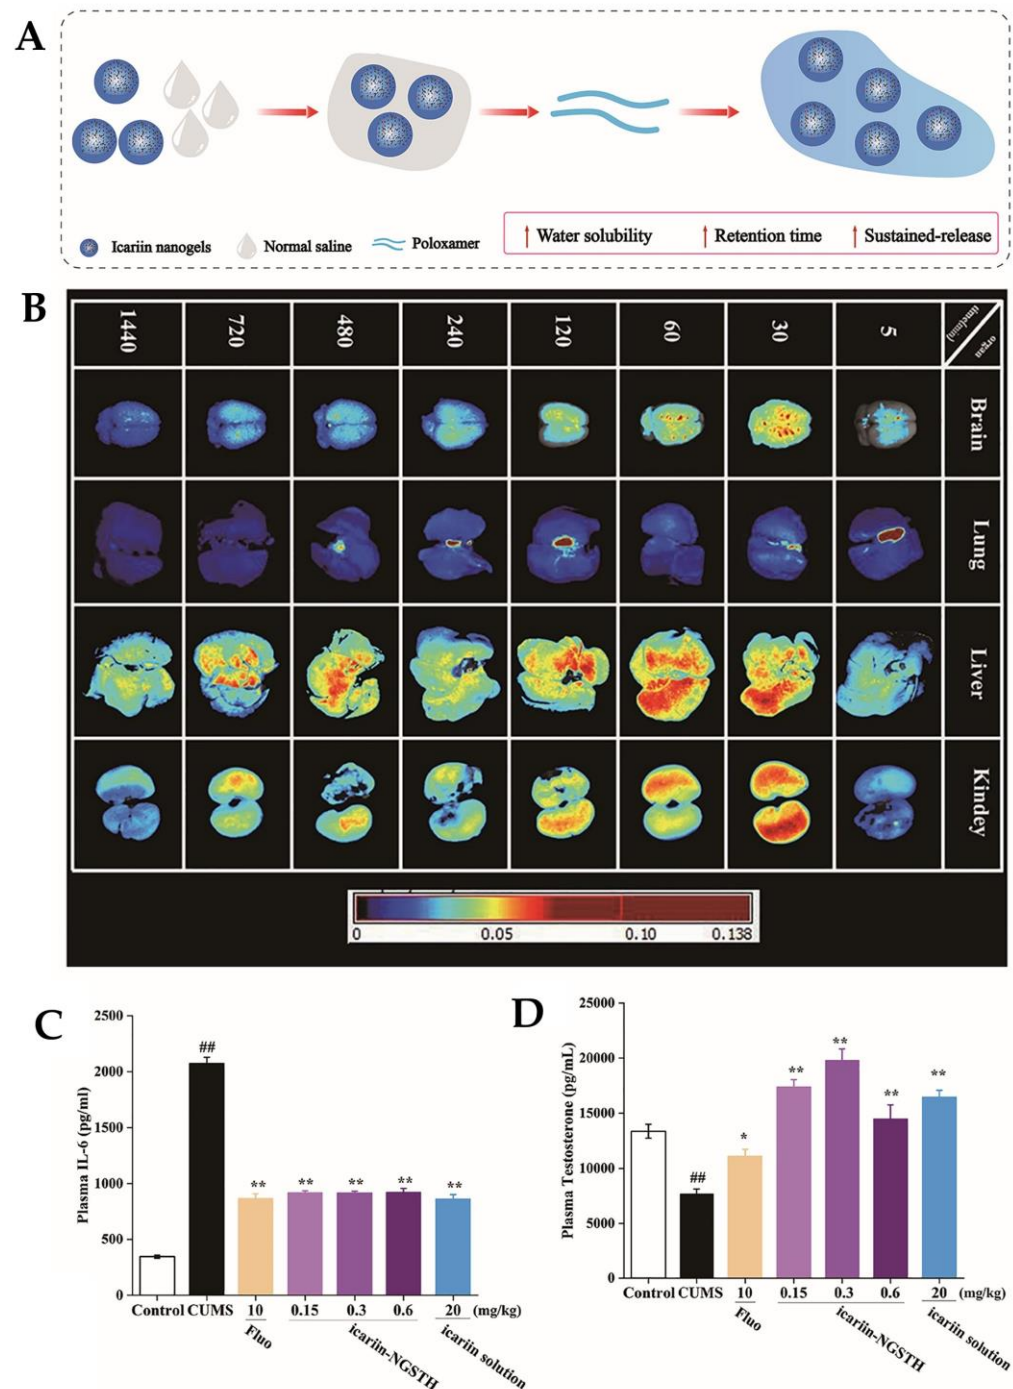 A
Icariin nanogels
Normal saline
Poloxamer
Water solubility
Retention time
Sustained-release
B
1440
720
480
240
120
60
30
5
time(min)
organ
Brain
Lung
Liver
Kindey
0
0.05
0.10
0.138
C
Plasma IL-6 (pg/ml)
2500
2000
1500
1000
500
0
##
**
**
**
**
**
Control
CUMS
10
0.15
0.3
0.6
20
(mg/kg)
Fluo
icariin-NGSTH
icariin solution
D
Plasma Testosterone (pg/mL)
25000
20000
15000
10000
5000
0
##
*
**
**
**
**
Control
CUMS
10
0.15
0.3
0.6
20
(mg/kg)
Fluo
icariin-NGSTH
icariin solution